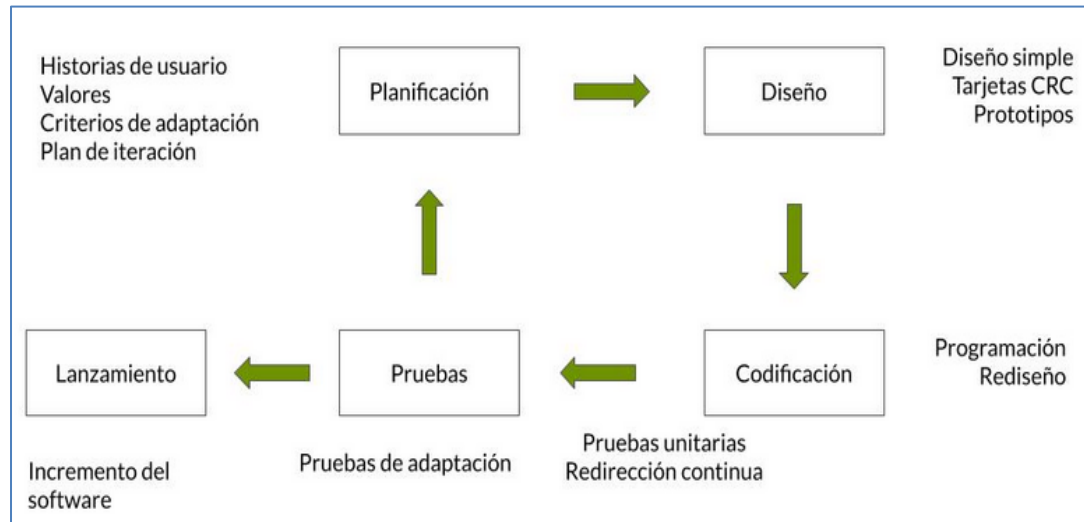 Historias de usuario
Valores
Criterios de adaptación
Plan de iteración
Planificación
Diseño
Diseño simple
Tarjetas CRC
Prototipos
Lanzamiento
Pruebas
Codificación
Programación
Rediseño
Incremento del
software
Pruebas de adaptación
Pruebas unitarias
Redirección continua